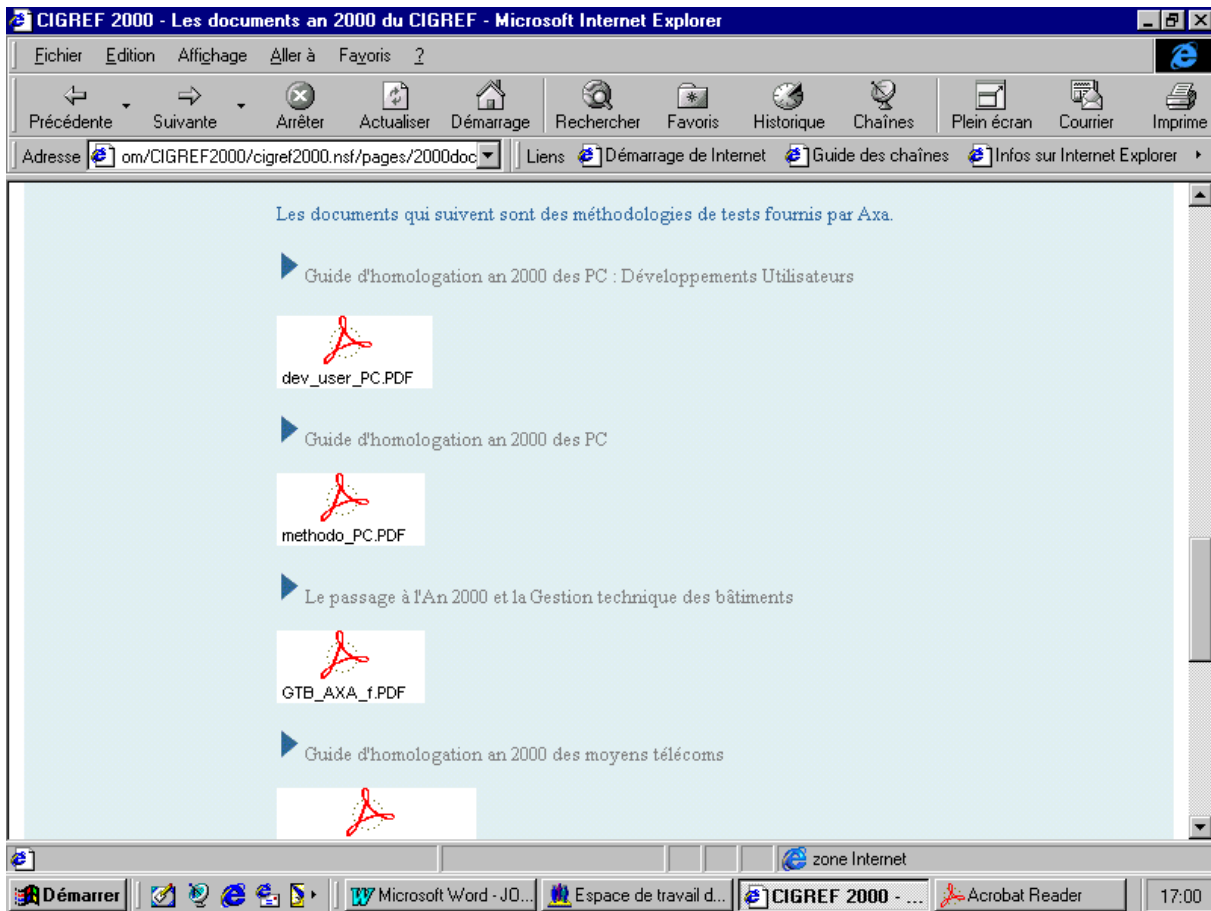 CIGREF 2000 - Les documents an 2000 du CIGREF - Microsoft Internet Explorer
Fichier Edition Affichage Aller à Favoris ?
Précédente Suivante Arrêter Actualiser Démarrage Rechercher Favoris Historique Chaînes Plein écran Courrier Imprime
Adresse om/CIGREF2000/cigref2000.nsf/pages/2000doc Liens Démarrage de Internet Guide des chaînes Infos sur Internet Explorer
Les documents qui suivent sont des méthodologies de tests fournis par Axa.
Guide d'homologation an 2000 des PC : Développements Utilisateurs
dev_user_PC.PDF
Guide d'homologation an 2000 des PC
methodo_PC.PDF
Le passage à l'An 2000 et la Gestion technique des bâtiments
GTB_AXA_f.PDF
Guide d'homologation an 2000 des moyens télécoms
zone Internet
Démarrer Microsoft Word - JO... Espace de travail d... CIGREF 2000 - ... Acrobat Reader 17:00